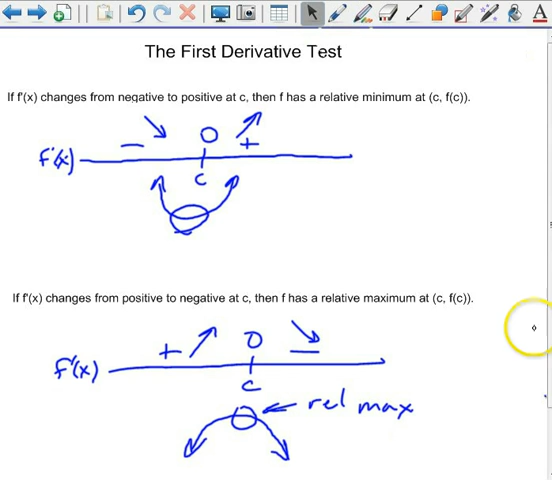 The First Derivative Test
If f'(x) changes from negative to positive at c, then f has a relative minimum at (c, f(c)).
− 0 +
f'(x)
c
If f'(x) changes from positive to negative at c, then f has a relative maximum at (c, f(c)).
+ 0 −
f'(x)
c
rel max